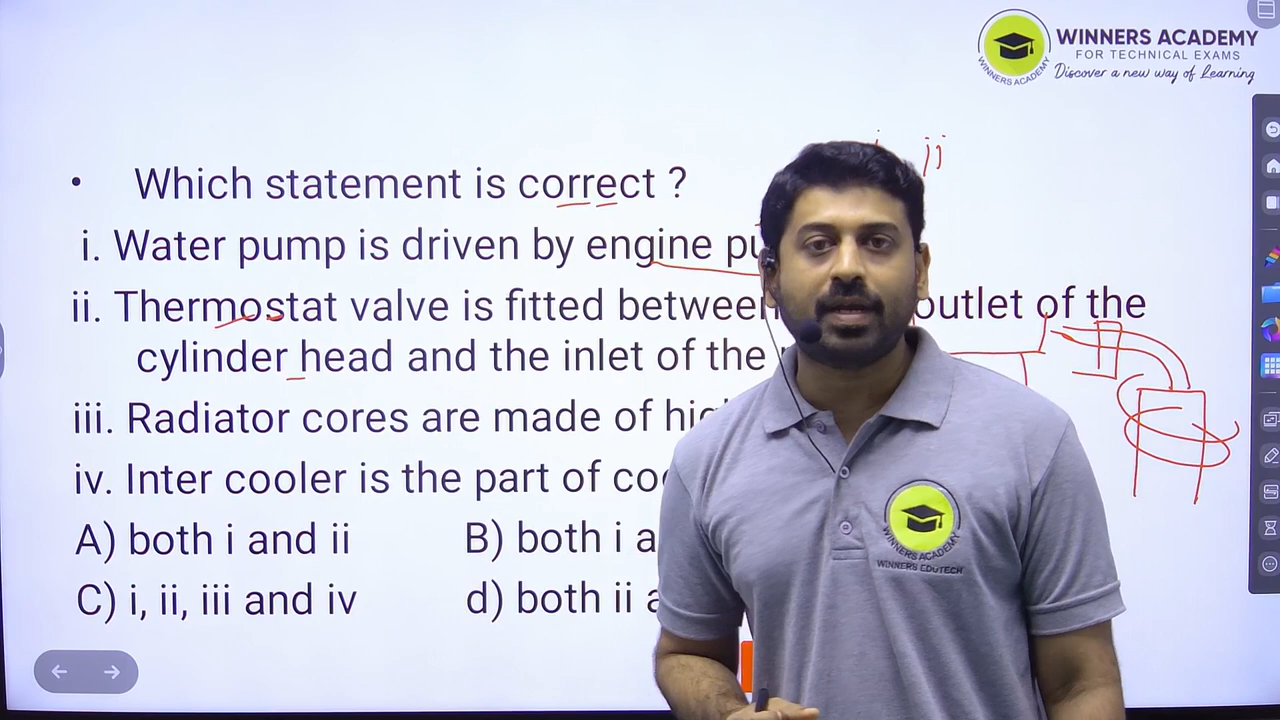 WINNERS ACADEMY
FOR TECHNICAL EXAMS
Discover a new way of Learning
WINNERS ACADEMY
jj
• Which statement is correct ?
i. Water pump is driven by engine
ii. Thermostat valve is fitted between outlet of the
cylinder head and the inlet of the
iii. Radiator cores are made of
iv. Inter cooler is the part of
A) both i and ii B) both i
C) i, ii, iii and iv d) both ii
WINNERS ACADEMY
WINNERS EDUTECH